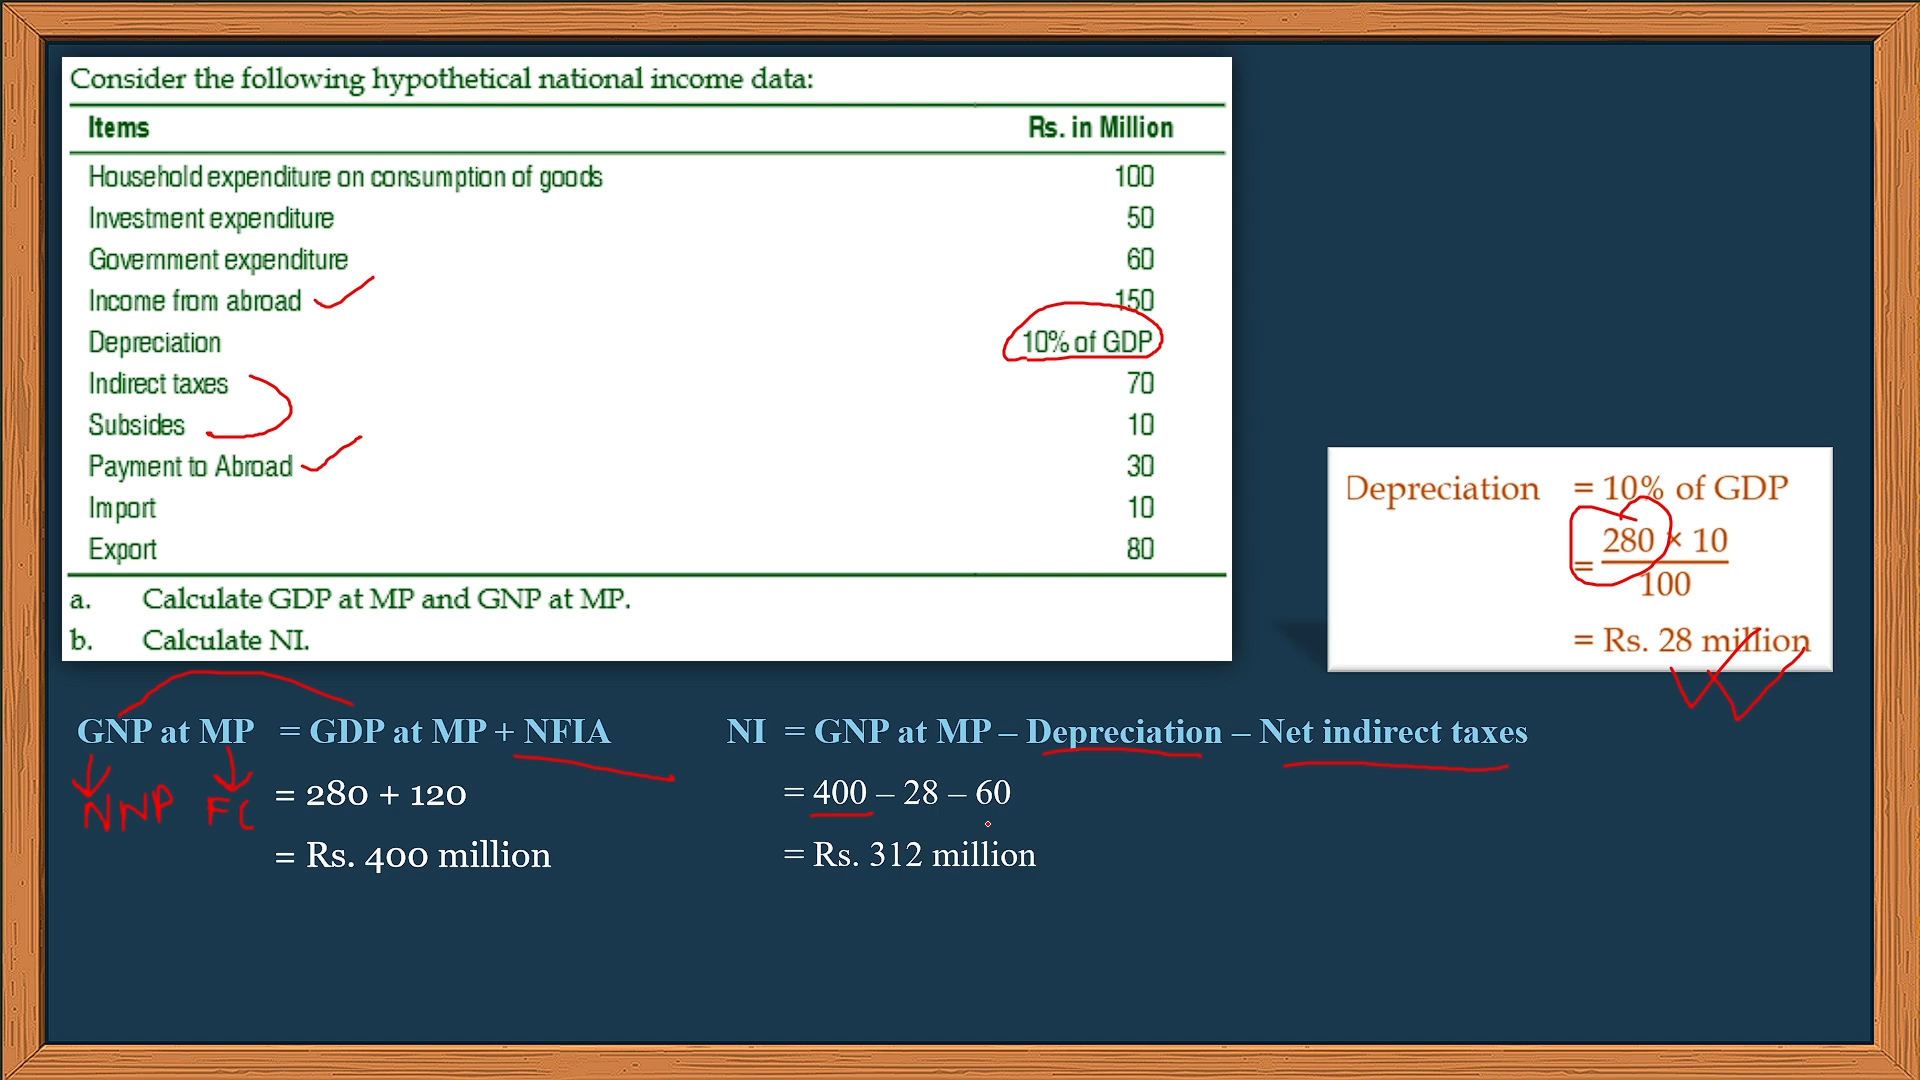 Consider the following hypothetical national income data:
Items Rs. in Million
Household expenditure on consumption of goods 100
Investment expenditure 50
Government expenditure 60
Income from abroad 150
Depreciation 10% of GDP
Indirect taxes 70
Subsides 10
Payment to Abroad 30
Import 10
Export 80
a. Calculate GDP at MP and GNP at MP.
b. Calculate NI.
Depreciation = 10% of GDP
= 280 × 10
100
= Rs. 28 million
GNP at MP = GDP at MP + NFIA
NNP FC
= 280 + 120
= Rs. 400 million
NI = GNP at MP – Depreciation – Net indirect taxes
= 400 – 28 – 60
= Rs. 312 million